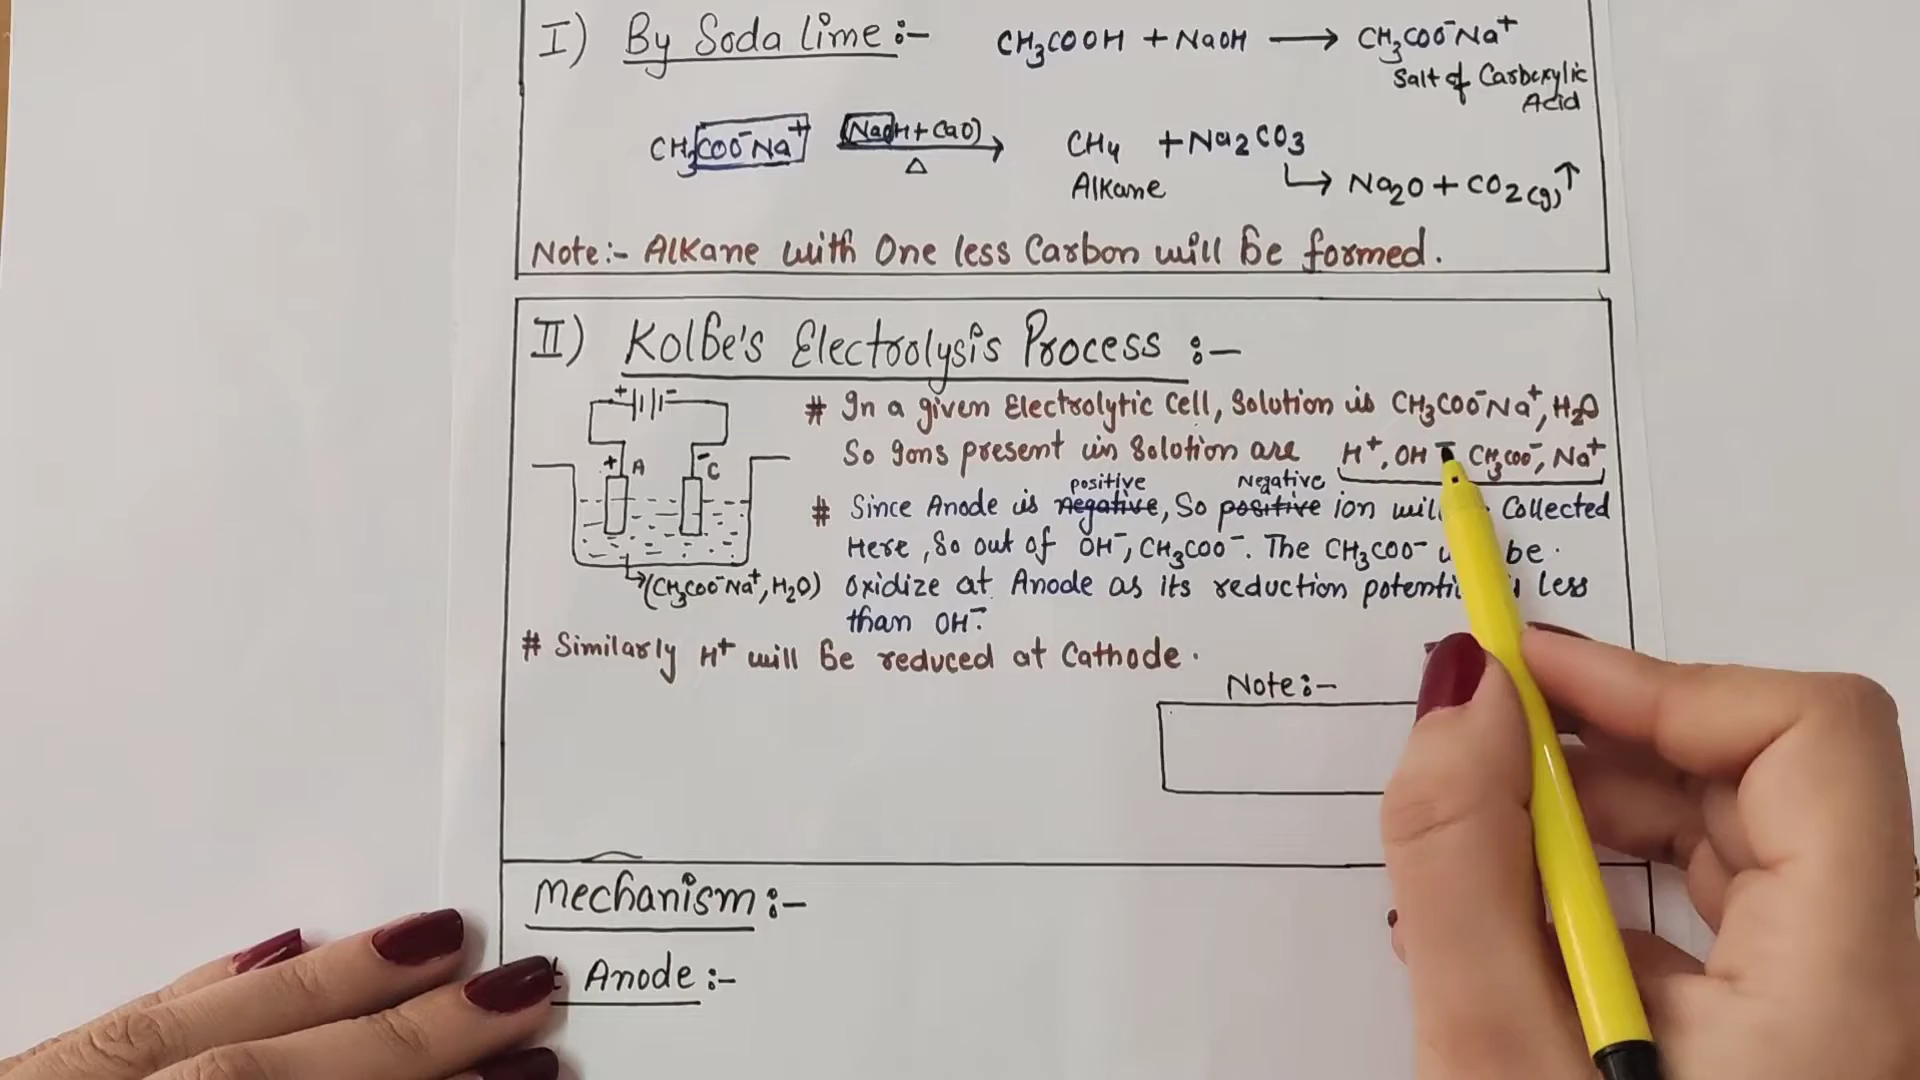 I) By Soda lime :- CH3COOH + NaOH ⟶ CH3COO⁻Na⁺
Salt of Carboxylic
Acid
CH3COO⁻Na⁺ (NaOH + CaO) CH4 + Na2CO3
△
Alkane
Na2O + CO2(g)↑
Note:- Alkane with One less Carbon will be formed.
II) Kolbe's Electrolysis Process :-
+ -
# In a given Electrolytic Cell, Solution is CH3COO⁻Na⁺, H2O
So Ions present in Solotion are H⁺, OH⁻ CH3COO⁻, Na⁺
+ A - C
positive Negative
# Since Anode is negative, So positive ion Collected
Here, So out of OH⁻, CH3COO⁻. The CH3COO⁻ be
(CH3COO⁻Na⁺, H2O) oxidize at Anode as its reduction Less
than OH⁻.
# Similarly H⁺ will be reduced at Cathode.
Note:-
Mechanism :-
Anode :-